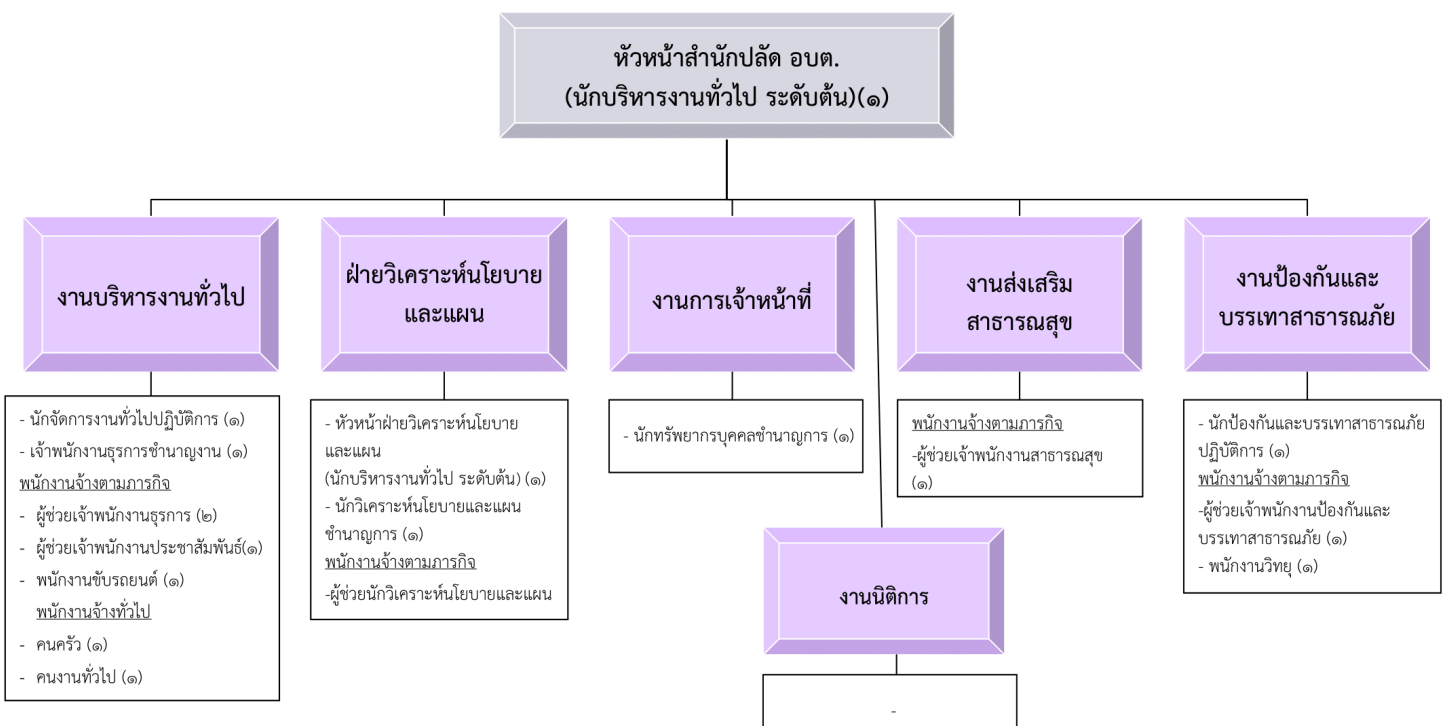 หัวหน้าสำนักปลัด อบต.
(นักบริหารงานทั่วไป ระดับต้น)(๑)
งานบริหารงานทั่วไป
- นักจัดการงานทั่วไปปฏิบัติการ (๑)
- เจ้าพนักงานธุรการชำนาญงาน (๑)
พนักงานจ้างตามภารกิจ
- ผู้ช่วยเจ้าพนักงานธุรการ (๒)
- ผู้ช่วยเจ้าพนักงานประชาสัมพันธ์(๑)
- พนักงานขับรถยนต์ (๑)
พนักงานจ้างทั่วไป
- คนครัว (๑)
- คนงานทั่วไป (๑)
ฝ่ายวิเคราะห์นโยบาย
และแผน
- หัวหน้าฝ่ายวิเคราะห์นโยบาย
และแผน
(นักบริหารงานทั่วไป ระดับต้น) (๑)
- นักวิเคราะห์นโยบายและแผน
ชำนาญการ (๑)
พนักงานจ้างตามภารกิจ
-ผู้ช่วยนักวิเคราะห์นโยบายและแผน
งานการเจ้าหน้าที่
- นักทรัพยากรบุคคลชำนาญการ (๑)
งานนิติการ
-
งานส่งเสริม
สาธารณสุข
พนักงานจ้างตามภารกิจ
-ผู้ช่วยเจ้าพนักงานสาธารณสุข
(๑)
งานป้องกันและ
บรรเทาสาธารณภัย
- นักป้องกันและบรรเทาสาธารณภัย
ปฏิบัติการ (๑)
พนักงานจ้างตามภารกิจ
-ผู้ช่วยเจ้าพนักงานป้องกันและ
บรรเทาสาธารณภัย (๑)
- พนักงานวิทยุ (๑)